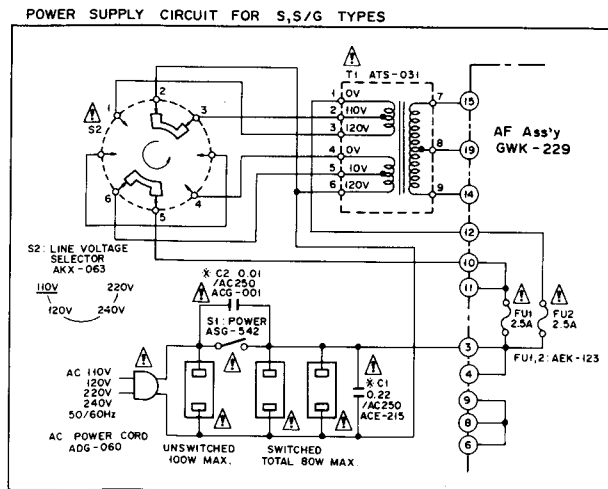 POWER SUPPLY CIRCUIT FOR S,S/G TYPES
T1 ATS-031
1 0V
2 110V
3 120V
4 0V
5 10V
6 120V
7
8
9
15
19
14
12
10
11
3
4
9
8
6
AF Ass'y
GWK-229
1
2
3
4
5
6
S2
S2: LINE VOLTAGE
SELECTOR
AKX-063
110V 220V
120V 240V
※ C2 0.01
/AC250
ACG-001
S1: POWER
ASG-542
FU1
2.5A
FU2
2.5A
FU1,2: AEK-123
※ C1
0.22
/AC250
ACE-215
AC 110V
120V
220V
240V
50/60Hz
AC POWER CORD
ADG-060
UNSWITCHED
100W MAX.
SWITCHED
TOTAL 80W MAX.